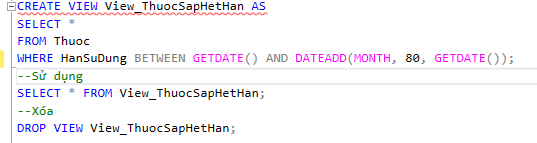 CREATE VIEW View_ThuocSapHetHan AS
SELECT *
FROM Thuoc
WHERE HanSuDung BETWEEN GETDATE() AND DATEADD(MONTH, 80, GETDATE());
--Sử dụng
SELECT * FROM View_ThuocSapHetHan;
--Xóa
DROP VIEW View_ThuocSapHetHan;